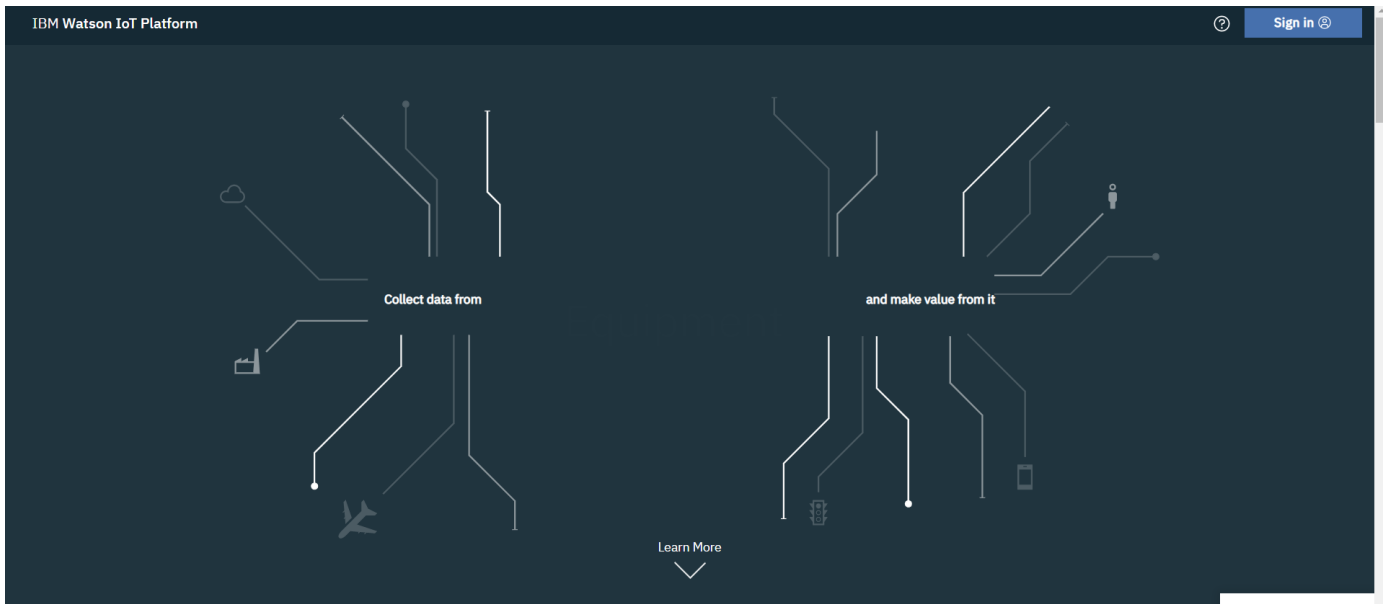 IBM Watson IoT Platform
Sign in
Collect data from
and make value from it
Learn More